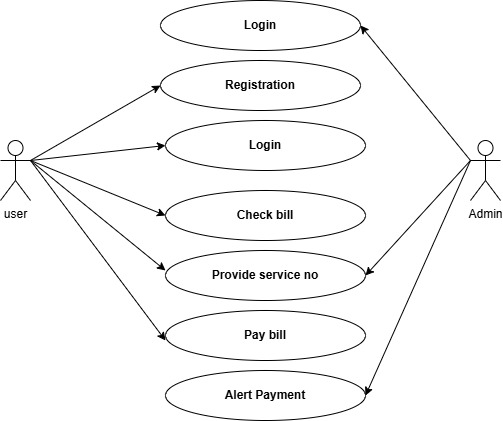 Login
Registration
Login
user
Admin
Check bill
Provide service no
Pay bill
Alert Payment